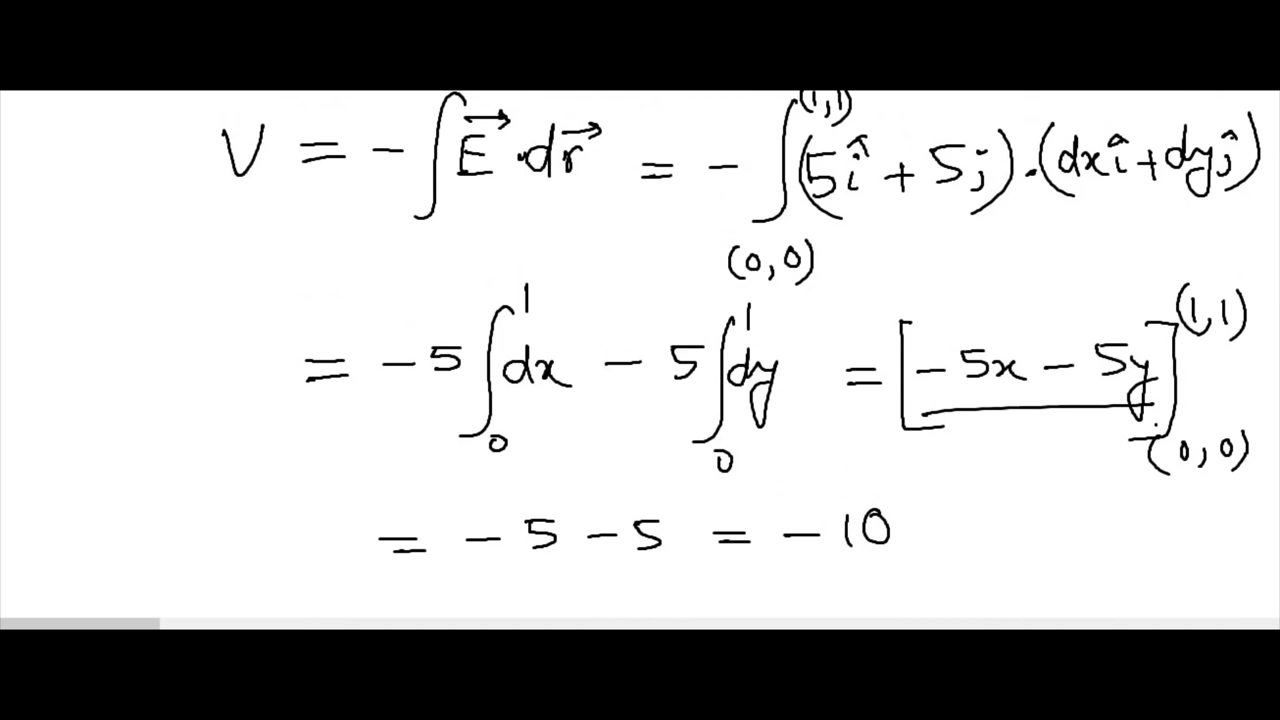 V = - ∫ E⃗ . dr⃗ = - ∫_(0,0)^(1,1) (5î + 5j) . (dxî + dyĵ)
= - 5 ∫_0^1 dx - 5 ∫_0^1 dy = [- 5x - 5y]_(0,0)^(1,1)
= - 5 - 5 = - 10